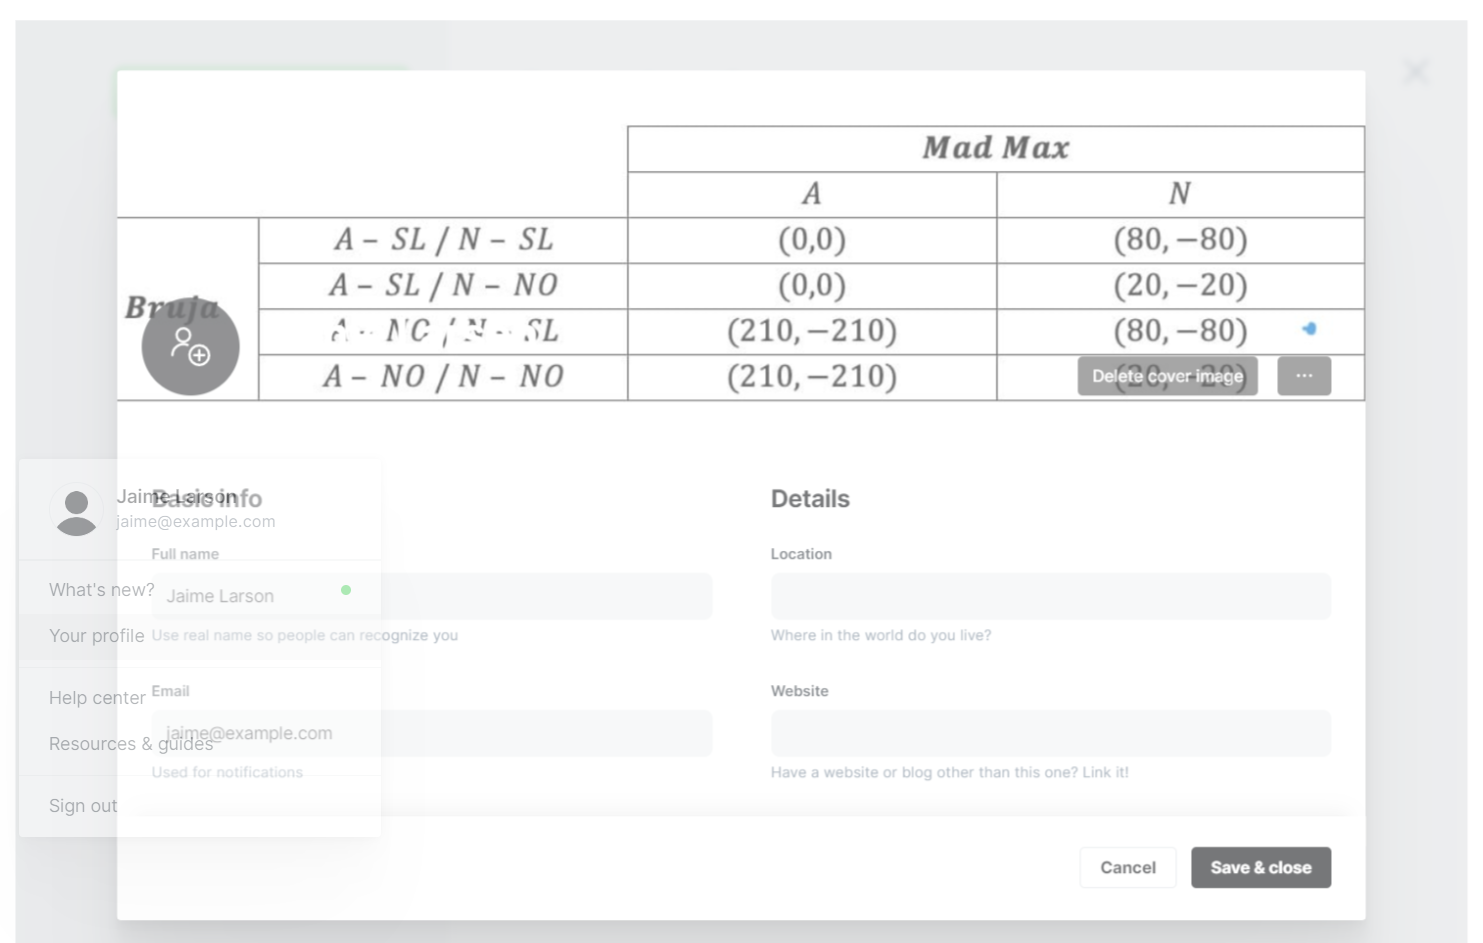 Mad Max
A N
A – SL / N – SL (0,0) (80, −80)
A – SL / N – NO (0,0) (20, −20)
Bruja
A – NO / N – SL (210, −210) (80, −80)
A – NO / N – NO (210, −210) (20, −20)
Delete cover image ...
Jaime Larson
jaime@example.com
What's new?
Your profile
Help center
Resources & guides
Sign out
Basic info
Full name
Jaime Larson
Use real name so people can recognize you
Email
jaime@example.com
Used for notifications
Details
Location
Where in the world do you live?
Website
Have a website or blog other than this one? Link it!
Cancel Save & close